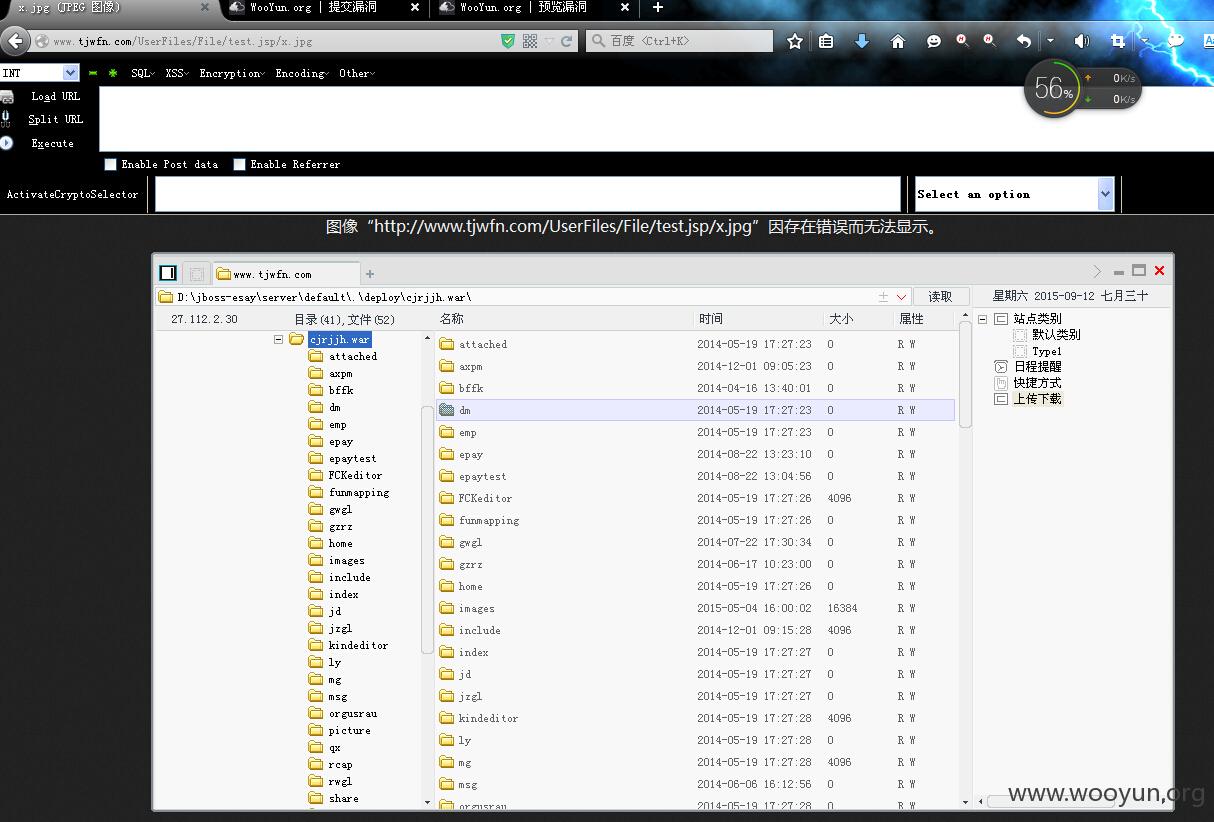 x.jpg (JPEG 图像)
WooYun.org | 提交漏洞
WooYun.org | 预览漏洞
www.tjwfn.com/UserFiles/File/test.jsp/x.jpg
百度 <Ctrl+K>
INT
SQL
XSS
Encryption
Encoding
Other
56%
0K/s
0K/s
Load URL
Split URL
Execute
Enable Post data
Enable Referrer
ActivateCryptoSelector
Select an option
图像“http://www.tjwfn.com/UserFiles/File/test.jsp/x.jpg”因存在错误而无法显示。
www.tjwfn.com
D:\jboss-esay\server\default\.\deploy\cjrjjh.war\
读取
星期六 2015-09-12 七月三十
27.112.2.30
目录(41),文件(52)
名称 时间 大小 属性
cjrjjh.war
attached
axpm
bffk
dm
emp
epay
epaytest
FCKeditor
funmapping
gwgl
gzrz
home
images
include
index
jd
jzgl
kindeditor
ly
mg
msg
orgusrau
picture
qx
rcap
rwgl
share
attached 2014-05-19 17:27:23 0 R W
axpm 2014-12-01 09:05:23 0 R W
bffk 2014-04-16 13:40:01 0 R W
dm 2014-05-19 17:27:23 0 R W
emp 2014-05-19 17:27:23 0 R W
epay 2014-08-22 13:23:10 0 R W
epaytest 2014-08-22 13:04:56 0 R W
FCKeditor 2014-05-19 17:27:26 4096 R W
funmapping 2014-05-19 17:27:26 0 R W
gwgl 2014-07-22 17:30:34 0 R W
gzrz 2014-06-17 10:23:00 0 R W
home 2014-05-19 17:27:26 0 R W
images 2015-05-04 16:00:02 16384 R W
include 2014-12-01 09:15:28 4096 R W
index 2014-05-19 17:27:27 0 R W
jd 2014-05-19 17:27:27 0 R W
jzgl 2014-05-19 17:27:27 0 R W
kindeditor 2014-05-19 17:27:28 4096 R W
ly 2014-05-19 17:27:28 0 R W
mg 2014-05-19 17:27:28 4096 R W
msg 2014-06-06 16:12:56 0 R W
orgusrau 2014-05-19 17:27:28 0 R W
站点类别
默认类别
Type1
日程提醒
快捷方式
上传下载
www.wooyun.org